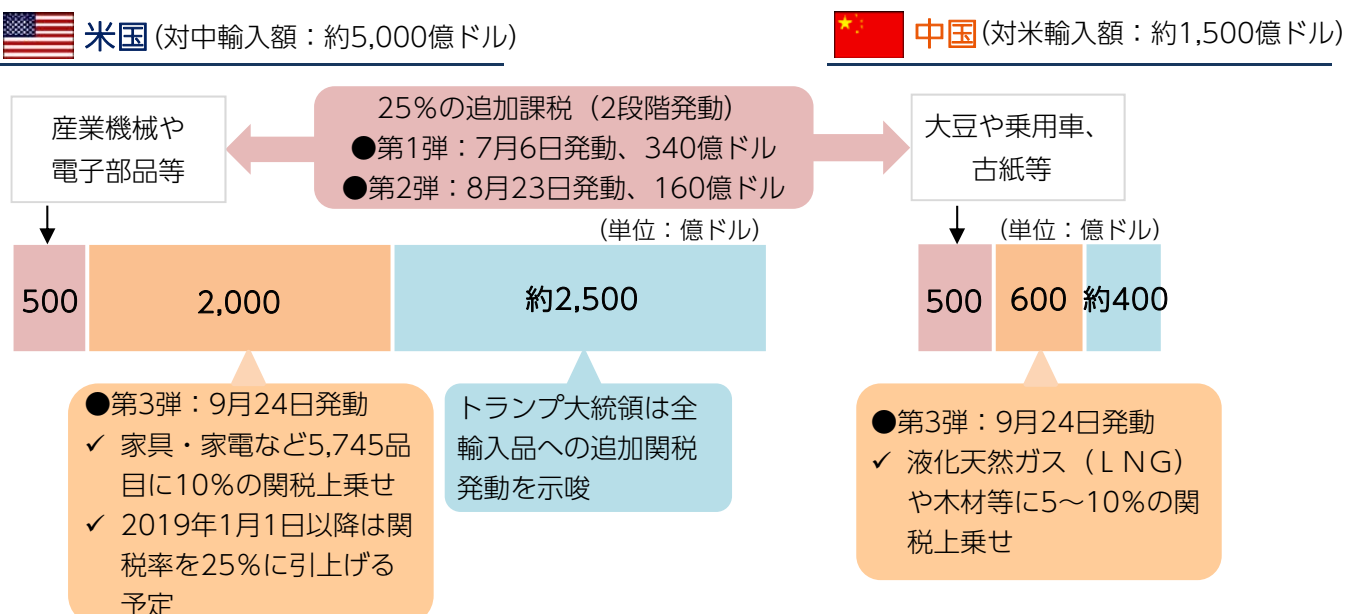 米国(対中輸入額:約5,000億ドル)
中国(対米輸入額:約1,500億ドル)
産業機械や
電子部品等
25%の追加課税(2段階発動)
●第1弾:7月6日発動、340億ドル
●第2弾:8月23日発動、160億ドル
大豆や乗用車、
古紙等
(単位:億ドル)
(単位:億ドル)
500
2,000
約2,500
500
600
約400
●第3弾:9月24日発動
✓ 家具・家電など5,745品
目に10%の関税上乗せ
✓ 2019年1月1日以降は関
税率を25%に引上げる
予定
トランプ大統領は全
輸入品への追加関税
発動を示唆
●第3弾:9月24日発動
✓ 液化天然ガス(LNG)
や木材等に5~10%の関
税上乗せ